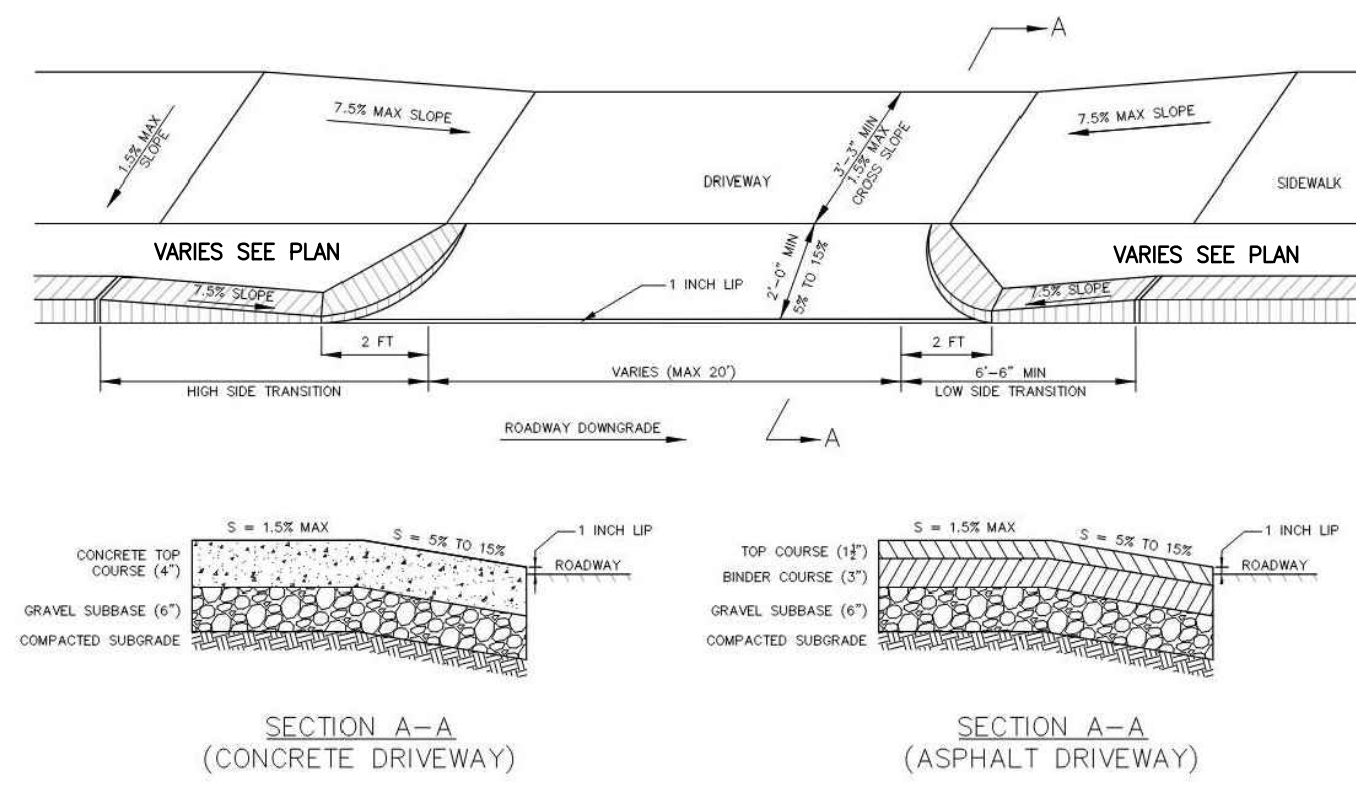 A
7.5% MAX SLOPE
7.5% MAX SLOPE
1.5% MAX
SLOPE
3'-3" MIN
1.5% MAX
CROSS SLOPE
DRIVEWAY
SIDEWALK
VARIES SEE PLAN
VARIES SEE PLAN
7.5% SLOPE
1 INCH LIP
2'-0" MIN
5% TO 15%
7.5% SLOPE
2 FT
2 FT
VARIES (MAX 20')
6'-6" MIN
HIGH SIDE TRANSITION
LOW SIDE TRANSITION
ROADWAY DOWNGRADE
A
S = 1.5% MAX
S = 5% TO 15%
1 INCH LIP
CONCRETE TOP
COURSE (4")
ROADWAY
GRAVEL SUBBASE (6")
COMPACTED SUBGRADE
SECTION A-A
(CONCRETE DRIVEWAY)
S = 1.5% MAX
S = 5% TO 15%
1 INCH LIP
TOP COURSE (1½")
ROADWAY
BINDER COURSE (3")
GRAVEL SUBBASE (6")
COMPACTED SUBGRADE
SECTION A-A
(ASPHALT DRIVEWAY)